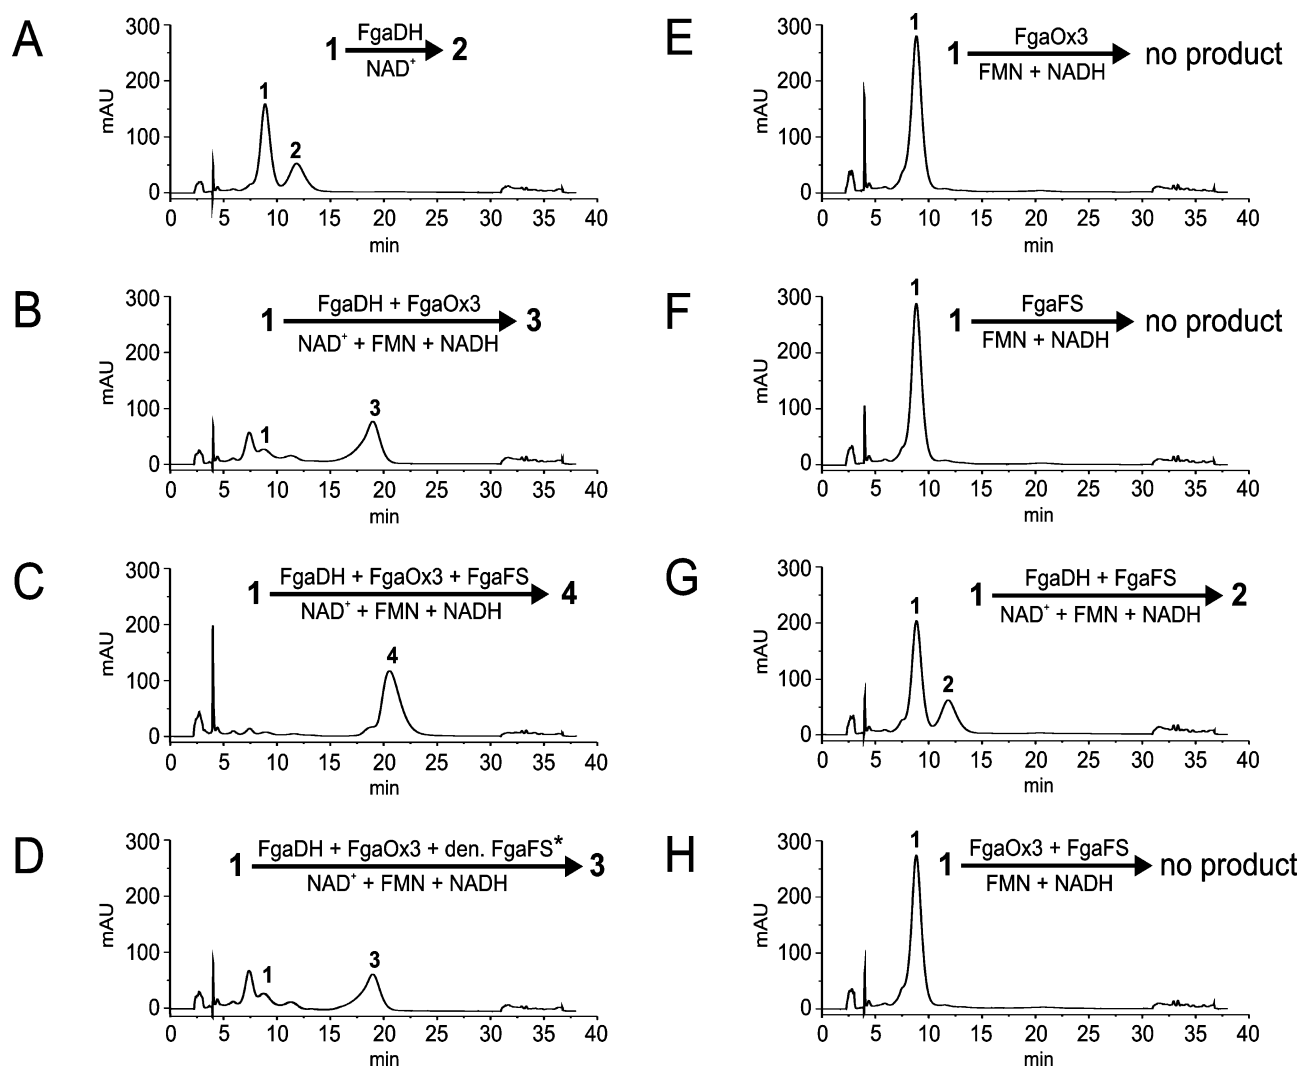 A
FgaDH
1 → 2
NAD⁺
mAU
300
200
100
0
1
2
0 5 10 15 20 25 30 35 40
min
B
FgaDH + FgaOx3
1 → 3
NAD⁺ + FMN + NADH
mAU
300
200
100
0
1
3
0 5 10 15 20 25 30 35 40
min
C
FgaDH + FgaOx3 + FgaFS
1 → 4
NAD⁺ + FMN + NADH
mAU
300
200
100
0
4
0 5 10 15 20 25 30 35 40
min
D
FgaDH + FgaOx3 + den. FgaFS*
1 → 3
NAD⁺ + FMN + NADH
mAU
300
200
100
0
1
3
0 5 10 15 20 25 30 35 40
min
E
FgaOx3
1 → no product
FMN + NADH
mAU
300
200
100
0
1
0 5 10 15 20 25 30 35 40
min
F
FgaFS
1 → no product
FMN + NADH
mAU
300
200
100
0
1
0 5 10 15 20 25 30 35 40
min
G
FgaDH + FgaFS
1 → 2
NAD⁺ + FMN + NADH
mAU
300
200
100
0
1
2
0 5 10 15 20 25 30 35 40
min
H
FgaOx3 + FgaFS
1 → no product
FMN + NADH
mAU
300
200
100
0
1
0 5 10 15 20 25 30 35 40
min